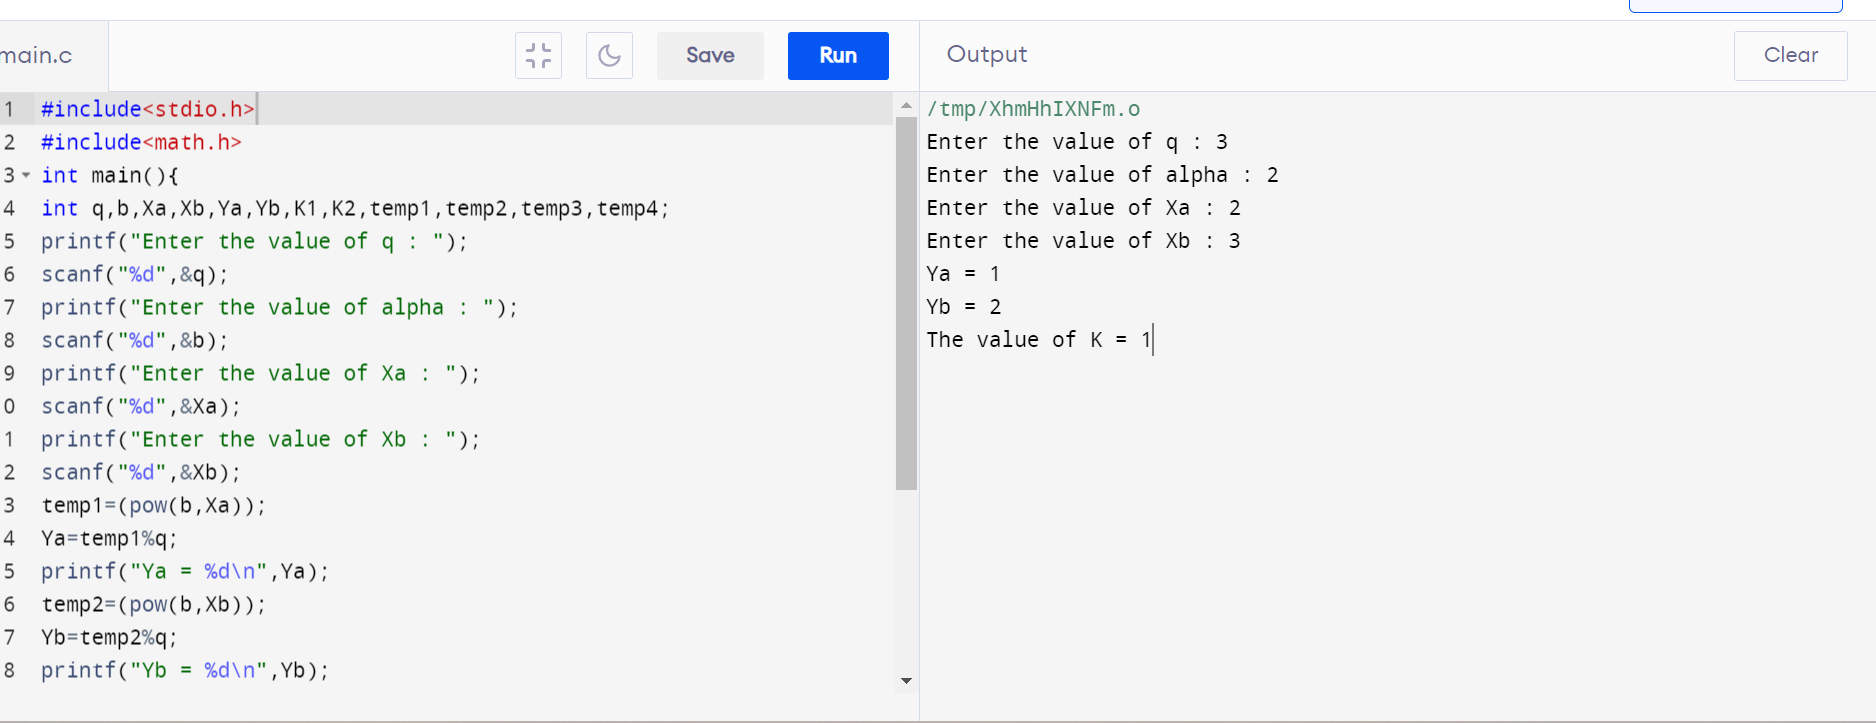 main.c
Save
Run
Output
Clear
1 #include<stdio.h>
2 #include<math.h>
3 int main(){
4 int q,b,Xa,Xb,Ya,Yb,K1,K2,temp1,temp2,temp3,temp4;
5 printf("Enter the value of q : ");
6 scanf("%d",&q);
7 printf("Enter the value of alpha : ");
8 scanf("%d",&b);
9 printf("Enter the value of Xa : ");
0 scanf("%d",&Xa);
1 printf("Enter the value of Xb : ");
2 scanf("%d",&Xb);
3 temp1=(pow(b,Xa));
4 Ya=temp1%q;
5 printf("Ya = %d\n",Ya);
6 temp2=(pow(b,Xb));
7 Yb=temp2%q;
8 printf("Yb = %d\n",Yb);
/tmp/XhmHhIXNFm.o
Enter the value of q : 3
Enter the value of alpha : 2
Enter the value of Xa : 2
Enter the value of Xb : 3
Ya = 1
Yb = 2
The value of K = 1